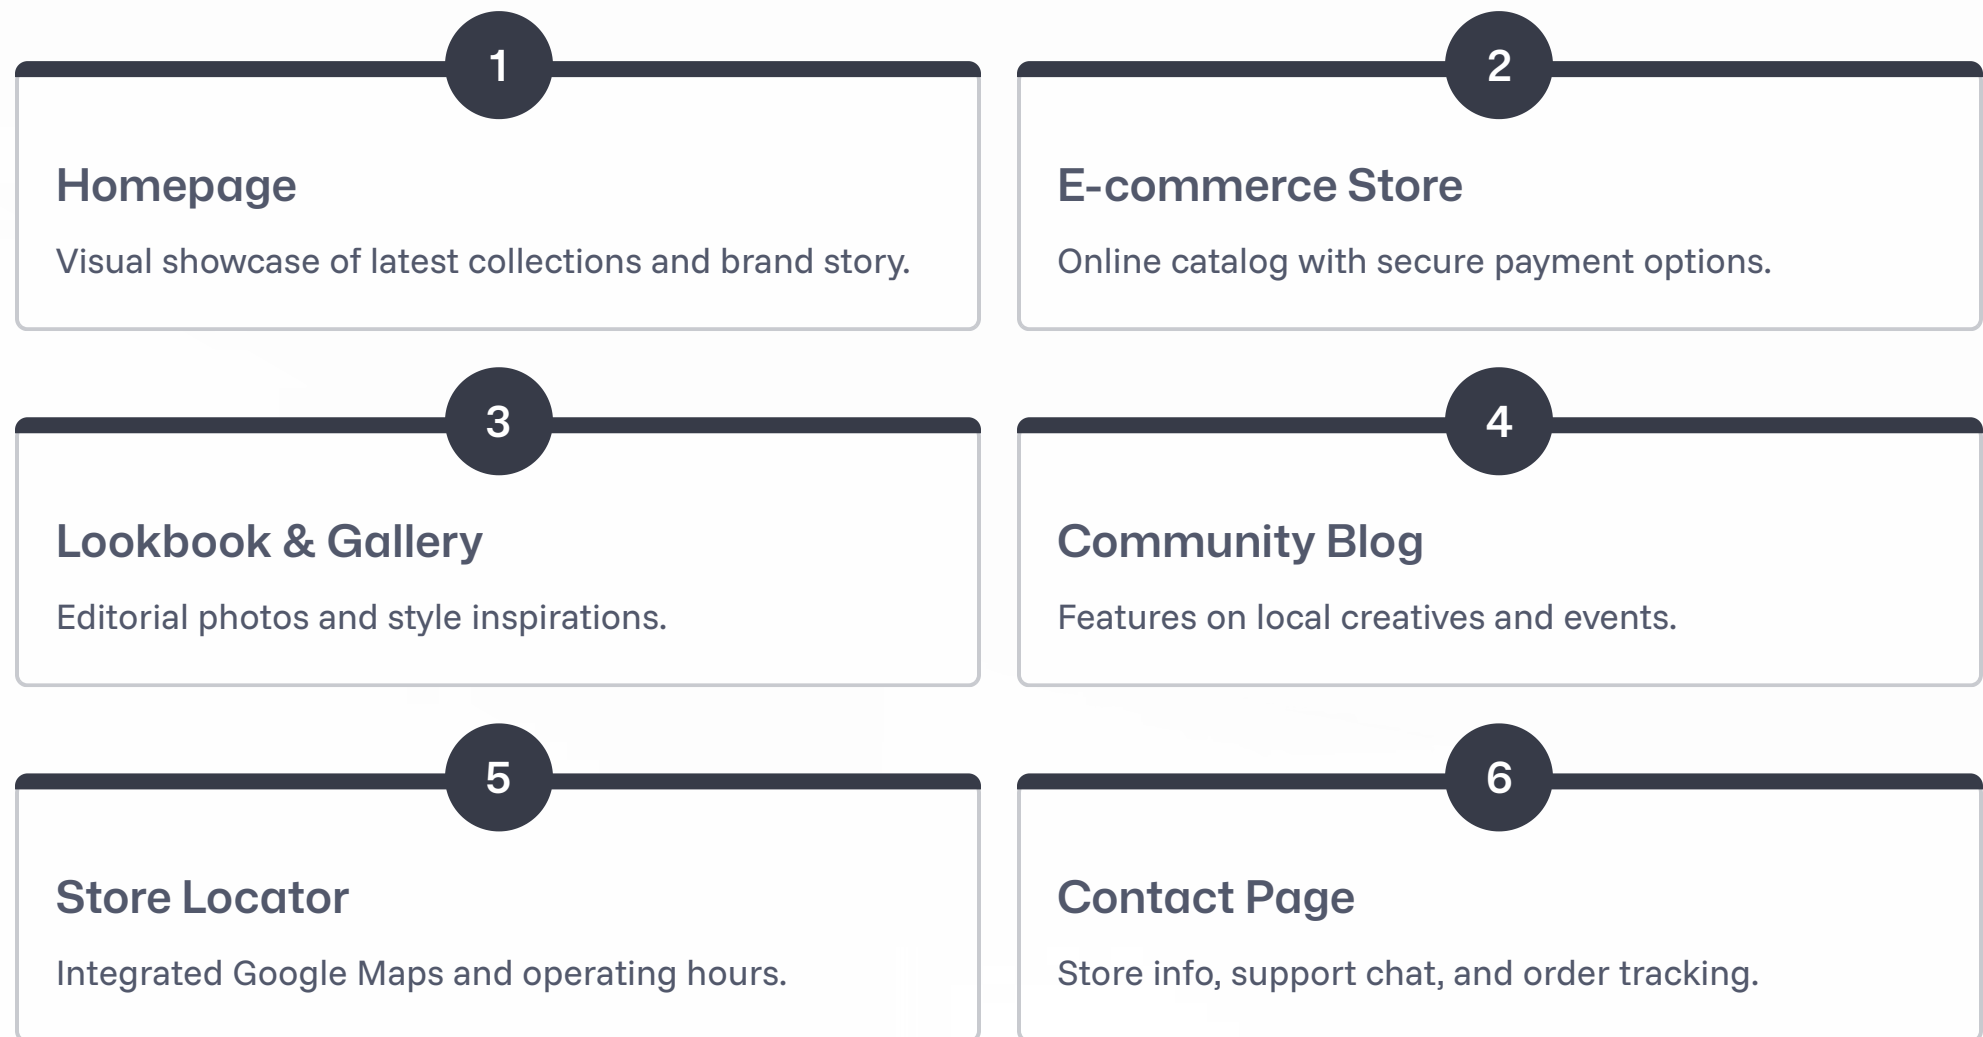 1
Homepage
Visual showcase of latest collections and brand story.
2
E-commerce Store
Online catalog with secure payment options.
3
Lookbook & Gallery
Editorial photos and style inspirations.
4
Community Blog
Features on local creatives and events.
5
Store Locator
Integrated Google Maps and operating hours.
6
Contact Page
Store info, support chat, and order tracking.